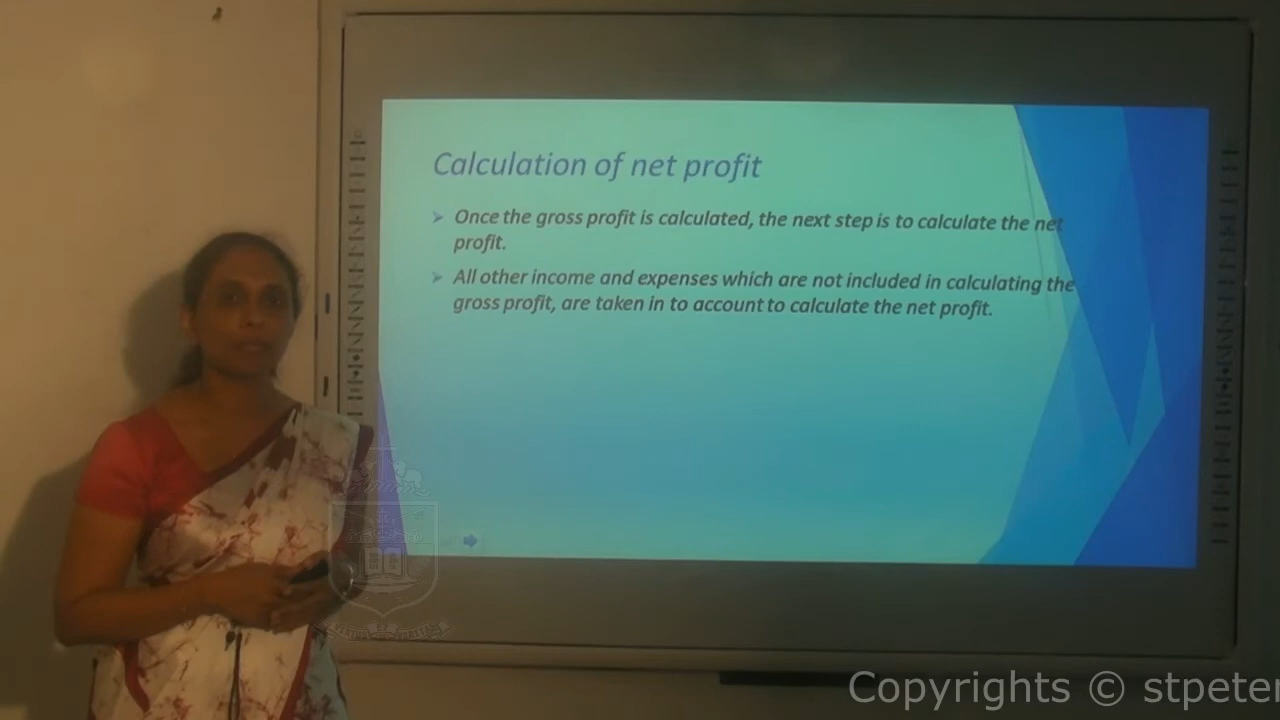 Calculation of net profit
Once the gross profit is calculated, the next step is to calculate the net
profit.
All other income and expenses which are not included in calculating the
gross profit, are taken in to account to calculate the net profit.
Copyrights © stpeter